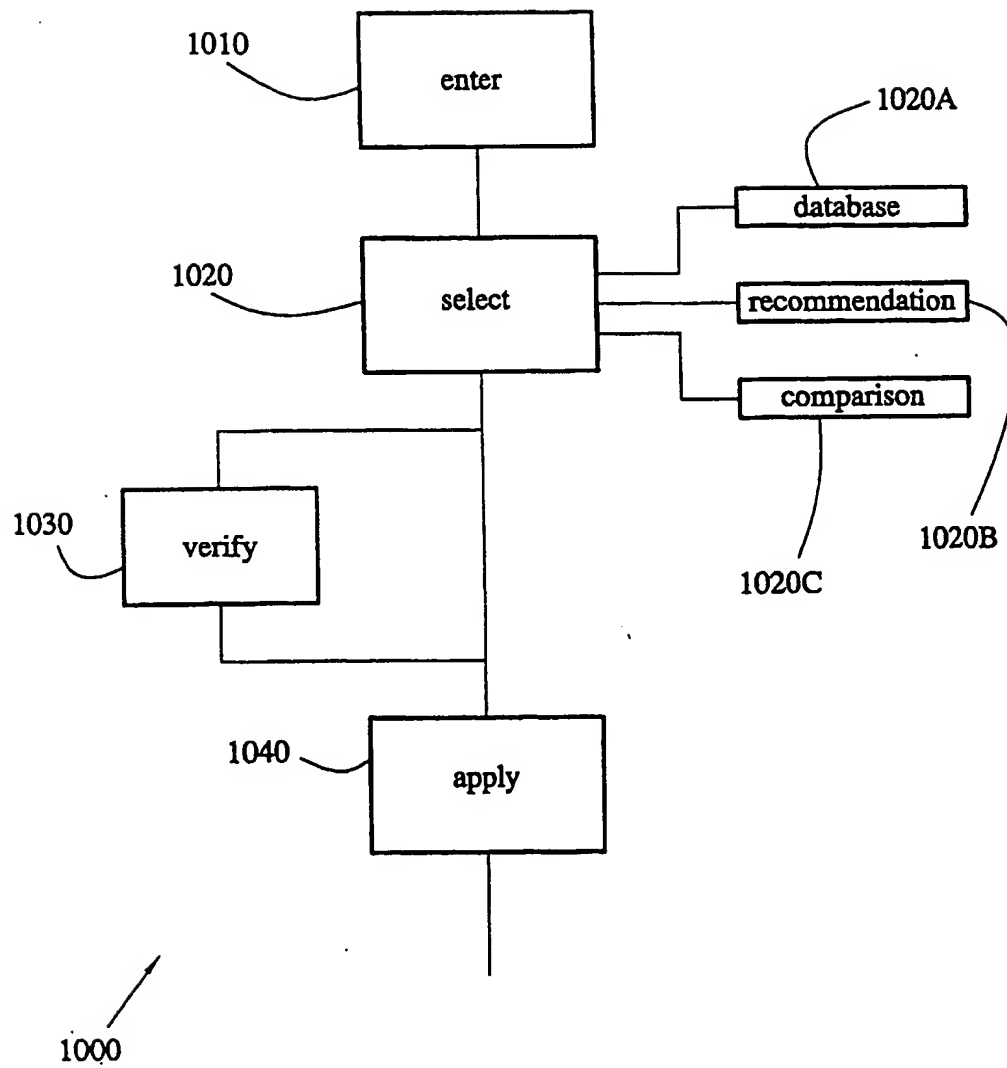 1010
enter
1020A
database
1020
select
recommendation
comparison
1030
verify
1020B
1020C
1040
apply
1000